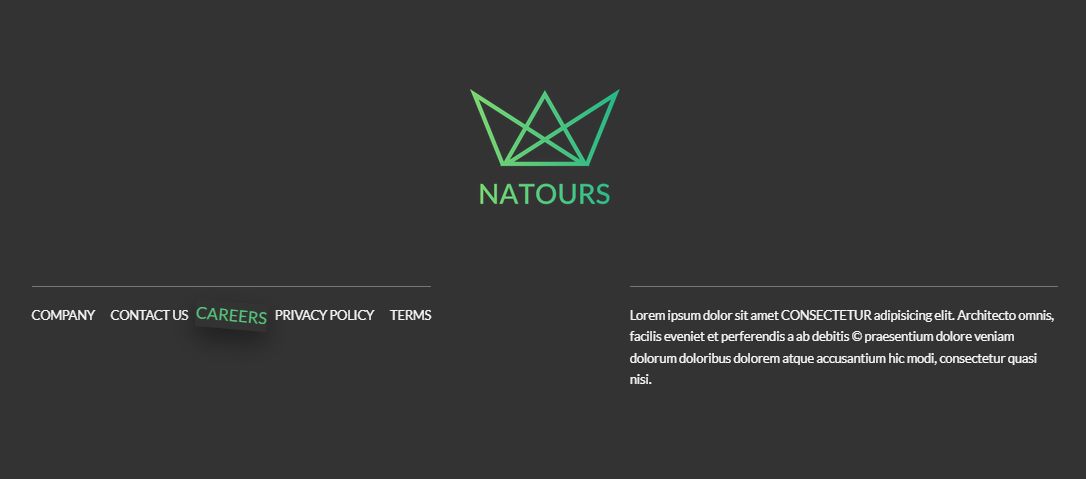 NATOURS
COMPANY CONTACT US CAREERS PRIVACY POLICY TERMS
Lorem ipsum dolor sit amet CONSECTETUR adipisicing elit. Architecto omnis,
facilis eveniet et perferendis a ab debitis © praesentium dolore veniam
dolorum doloribus dolorem atque accusantium hic modi, consectetur quasi
nisi.